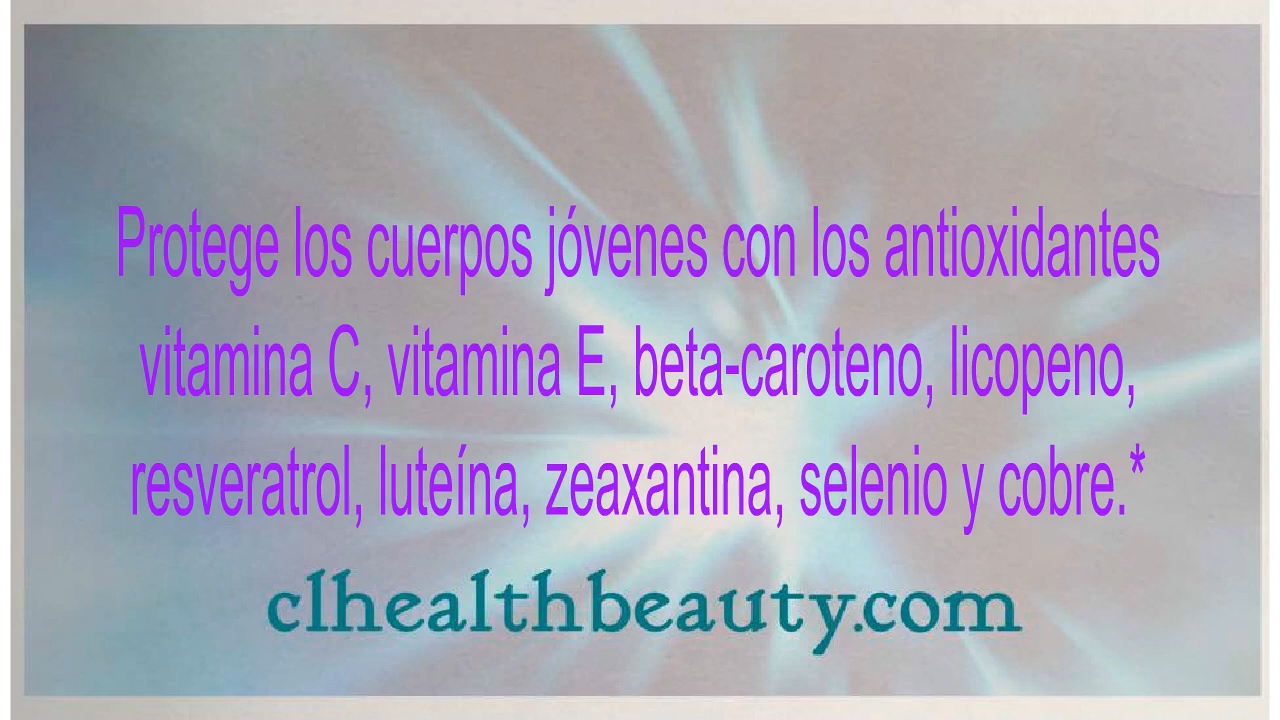 Protege los cuerpos jóvenes con los antioxidantes
vitamina C, vitamina E, beta-caroteno, licopeno,
resveratrol, luteína, zeaxantina, selenio y cobre.*
clhealthbeauty.com